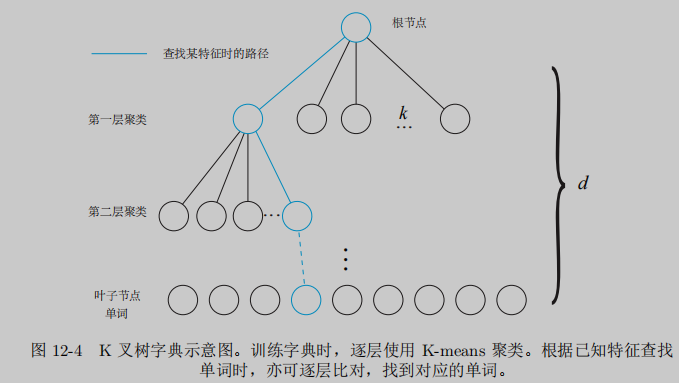 根节点
查找某特征时的路径
第一层聚类
k
...
d
第二层聚类
...
⋮
叶子节点
单词
图 12-4 K 叉树字典示意图。训练字典时，逐层使用 K-means 聚类。根据已知特征查找
单词时，亦可逐层比对，找到对应的单词。